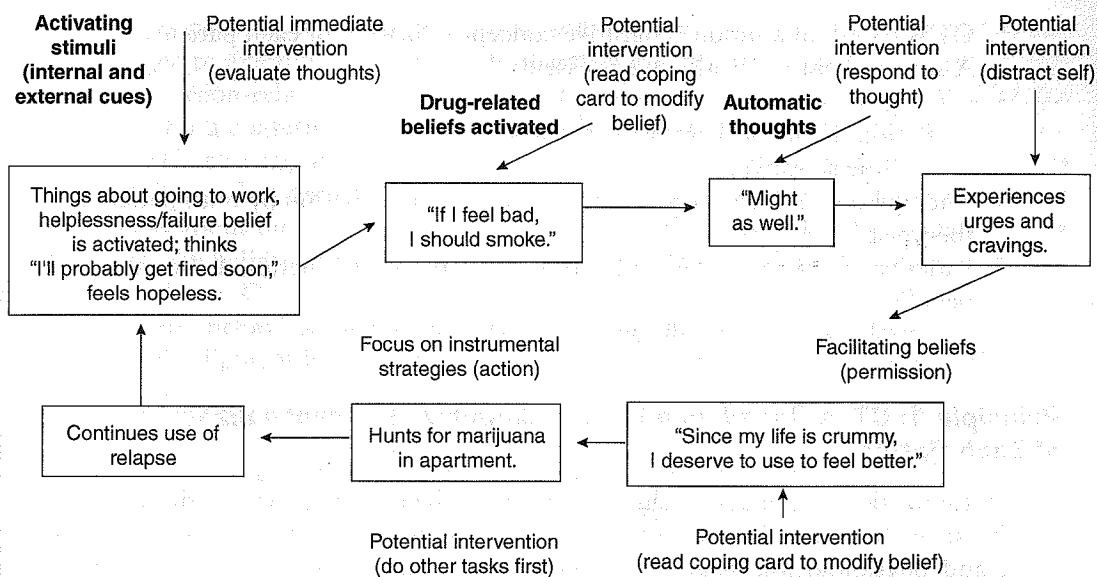 Activating
stimuli
(internal and
external cues)
Potential immediate
intervention
(evaluate thoughts)
Drug-related
beliefs activated
Potential
intervention
(read coping
card to modify
belief)
Automatic
thoughts
Potential
intervention
(respond to
thought)
Potential
intervention
(distract self)
Things about going to work,
helplessness/failure belief
is activated; thinks
"I'll probably get fired soon,"
feels hopeless.
"If I feel bad,
I should smoke."
"Might
as well."
Experiences
urges and
cravings.
Facilitating beliefs
(permission)
Focus on instrumental
strategies (action)
Continues use of
relapse
Hunts for marijuana
in apartment.
"Since my life is crummy,
I deserve to use to feel better."
Potential intervention
(do other tasks first)
Potential intervention
(read coping card to modify belief)